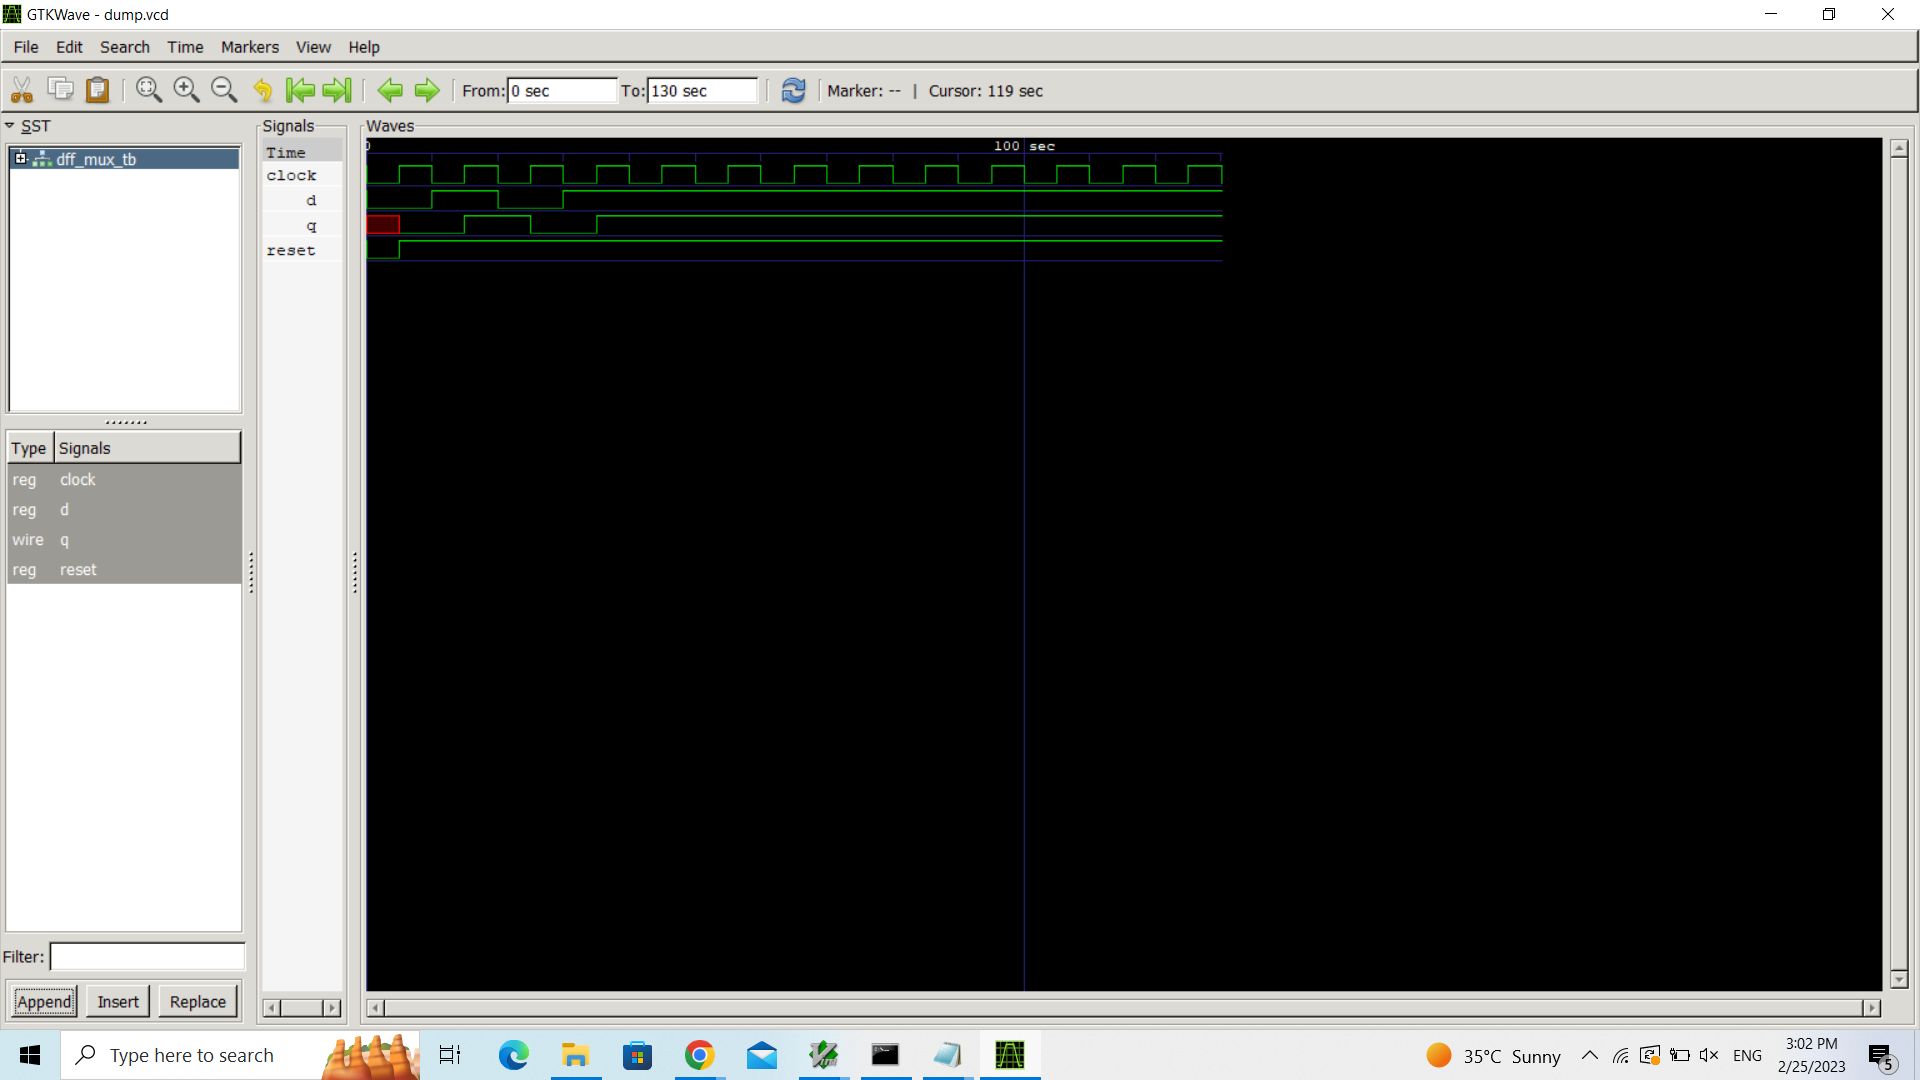 GTKWave - dump.vcd
File Edit Search Time Markers View Help
From: 0 sec To: 130 sec Marker: -- | Cursor: 119 sec
SST
dff_mux_tb
Type Signals
reg clock
reg d
wire q
reg reset
Filter:
Append Insert Replace
Signals
Time
clock
d
q
reset
Waves
0 100 sec
Type here to search
35°C Sunny
ENG
3:02 PM
2/25/2023
5